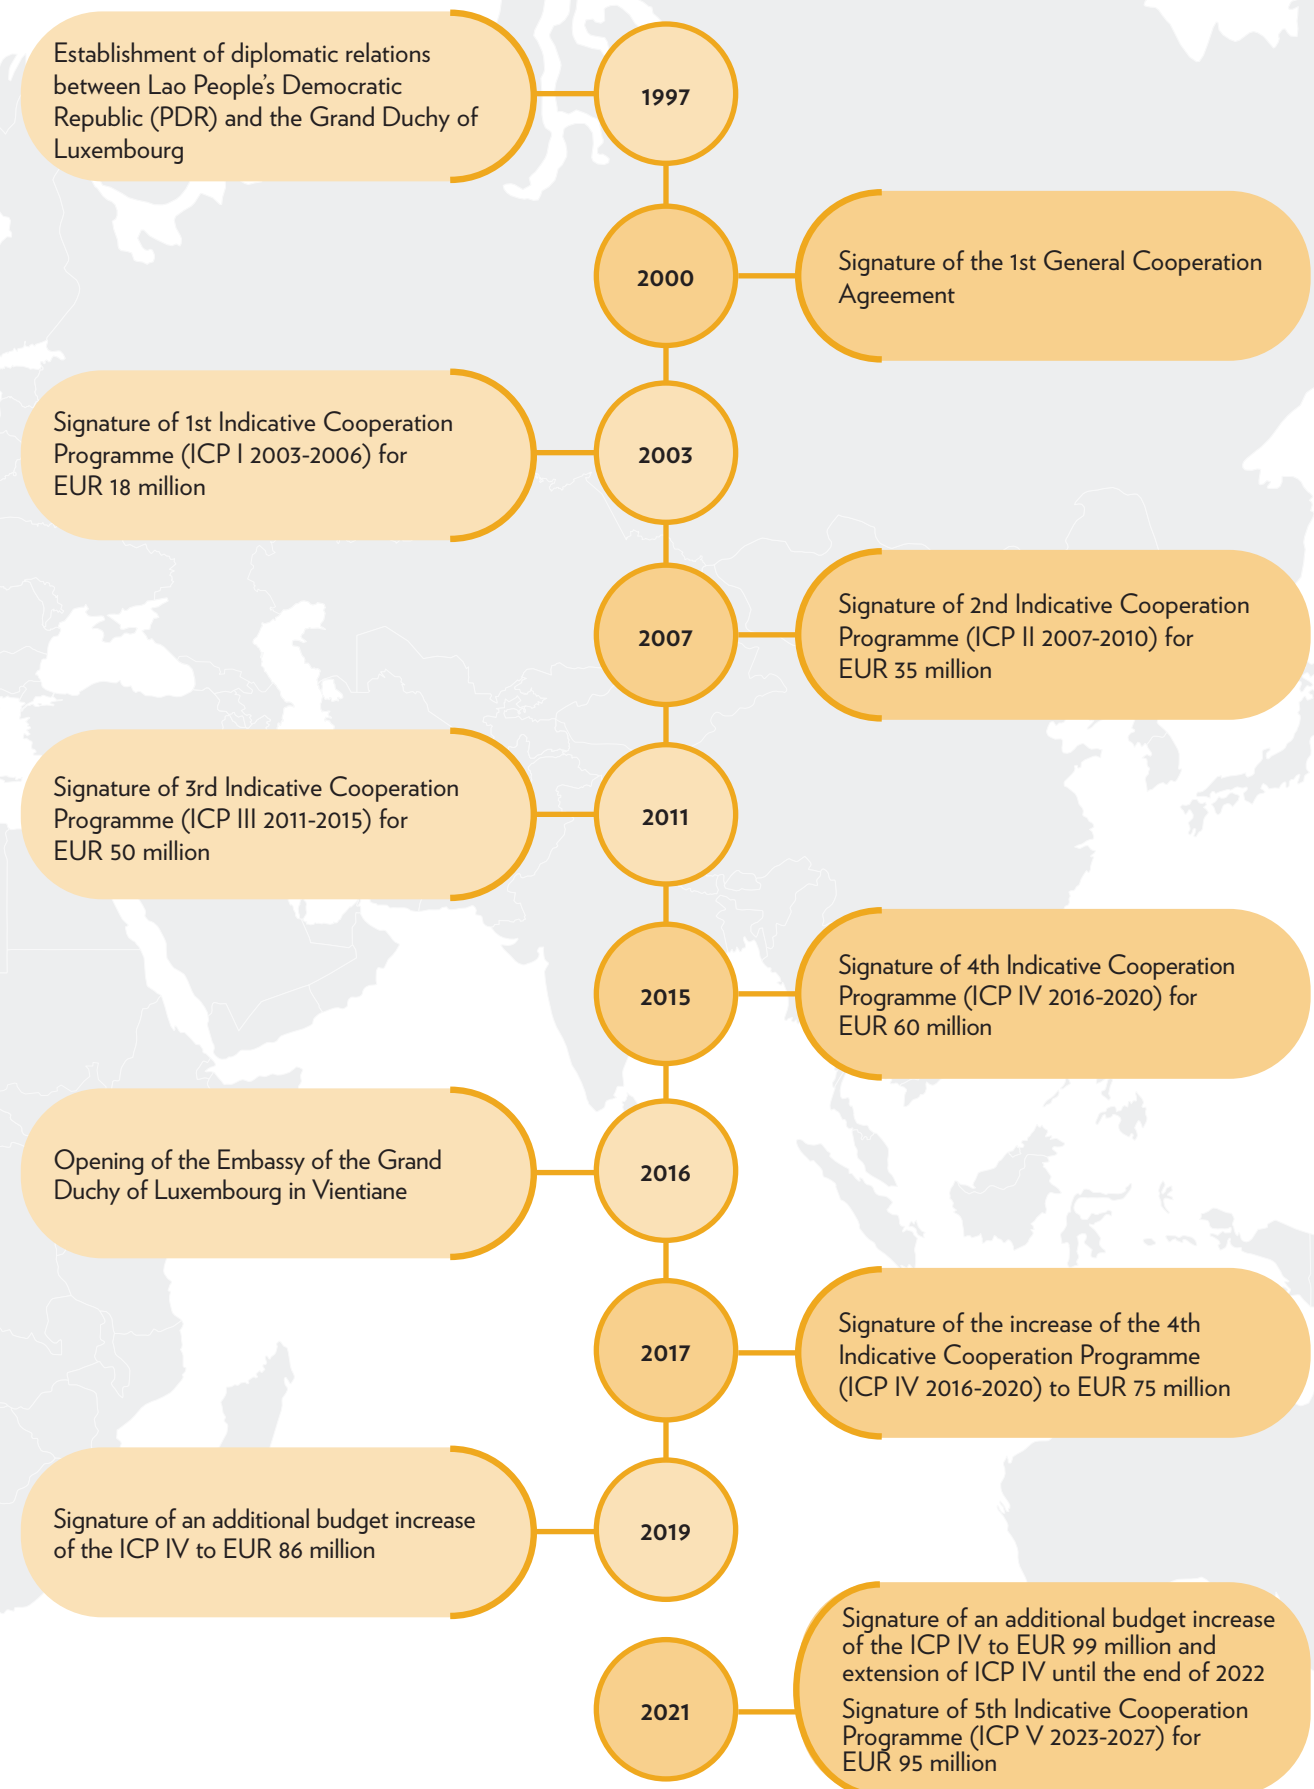 Establishment of diplomatic relations
between Lao People's Democratic
Republic (PDR) and the Grand Duchy of
Luxembourg
1997
2000
Signature of the 1st General Cooperation
Agreement
Signature of 1st Indicative Cooperation
Programme (ICP I 2003-2006) for
EUR 18 million
2003
2007
Signature of 2nd Indicative Cooperation
Programme (ICP II 2007-2010) for
EUR 35 million
Signature of 3rd Indicative Cooperation
Programme (ICP III 2011-2015) for
EUR 50 million
2011
2015
Signature of 4th Indicative Cooperation
Programme (ICP IV 2016-2020) for
EUR 60 million
Opening of the Embassy of the Grand
Duchy of Luxembourg in Vientiane
2016
2017
Signature of the increase of the 4th
Indicative Cooperation Programme
(ICP IV 2016-2020) to EUR 75 million
Signature of an additional budget increase
of the ICP IV to EUR 86 million
2019
2021
Signature of an additional budget increase
of the ICP IV to EUR 99 million and
extension of ICP IV until the end of 2022
Signature of 5th Indicative Cooperation
Programme (ICP V 2023-2027) for
EUR 95 million